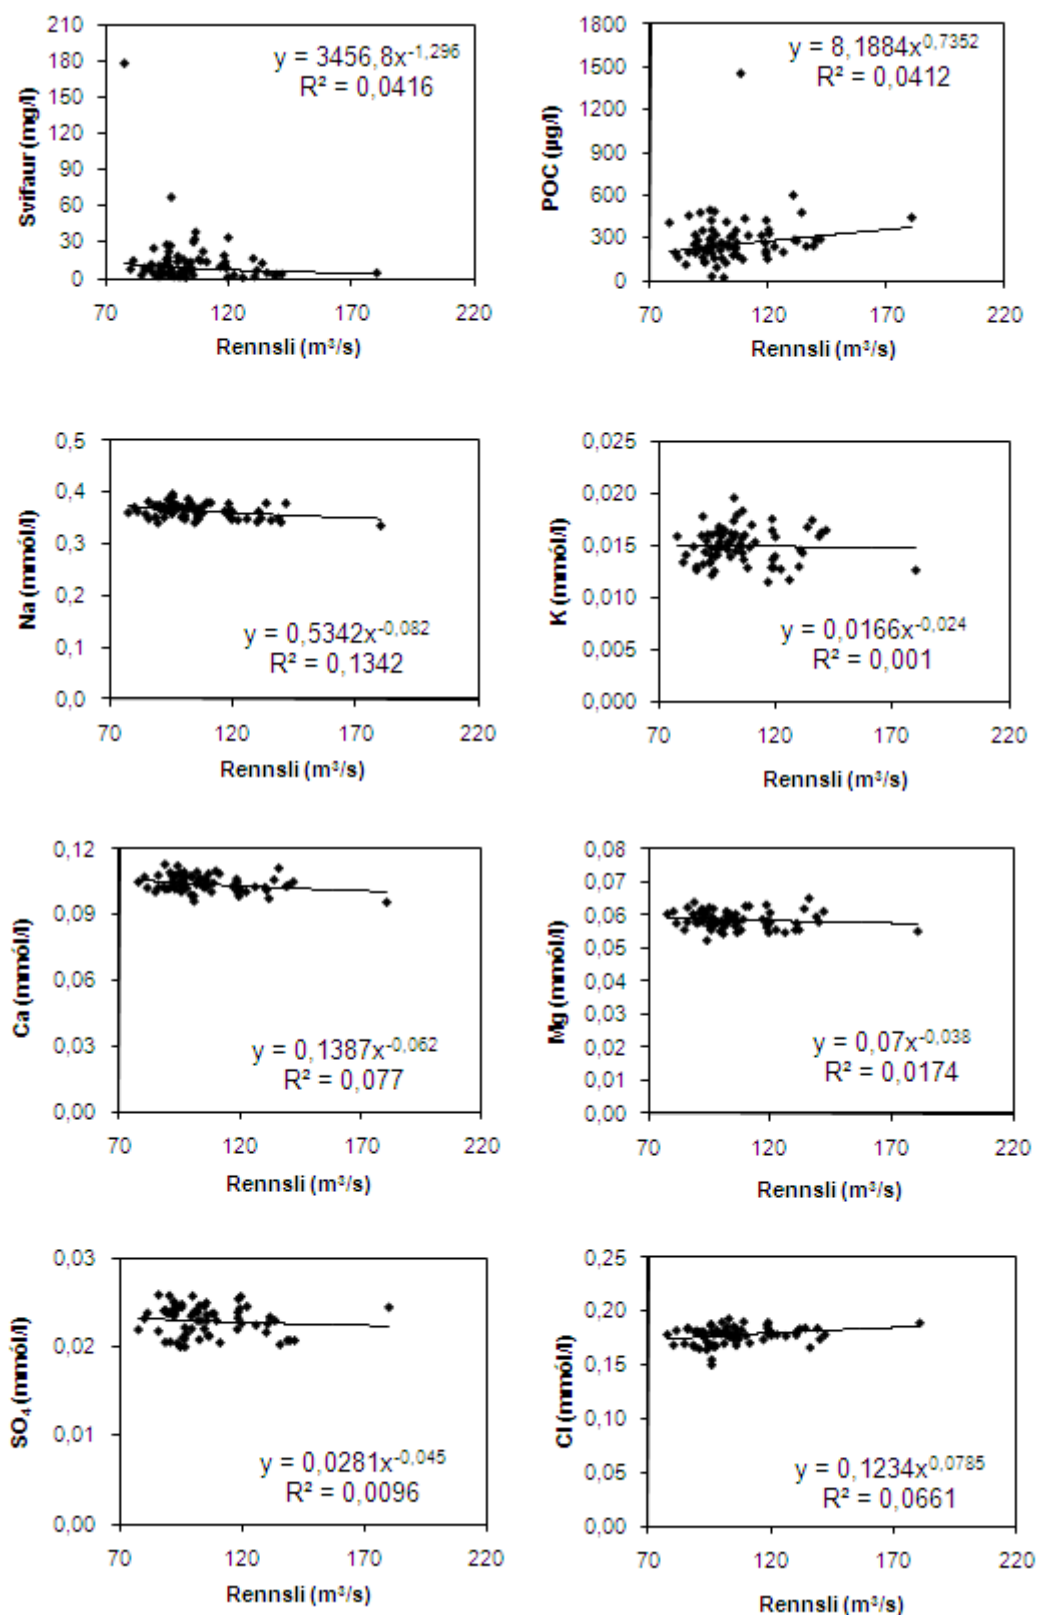 210
180
150
120
90
60
30
0
Svifaur (mg/l)
y = 3456,8x^-1,296
R² = 0,0416
70 120 170 220
Rennsli (m³/s)
1800
1500
1200
900
600
300
0
POC (µg/l)
y = 8,1884x^0,7352
R² = 0,0412
70 120 170 220
Rennsli (m³/s)
0,5
0,4
0,3
0,2
0,1
0,0
Na (mmól/l)
y = 0,5342x^-0,082
R² = 0,1342
70 120 170 220
Rennsli (m³/s)
0,025
0,020
0,015
0,010
0,005
0,000
K (mmól/l)
y = 0,0166x^-0,024
R² = 0,001
70 120 170 220
Rennsli (m³/s)
0,12
0,09
0,06
0,03
0,00
Ca (mmól/l)
y = 0,1387x^-0,062
R² = 0,077
70 120 170 220
Rennsli (m³/s)
0,08
0,07
0,06
0,05
0,04
0,03
0,02
0,01
0,00
Mg (mmól/l)
y = 0,07x^-0,038
R² = 0,0174
70 120 170 220
Rennsli (m³/s)
0,03
0,02
0,01
0,00
SO₄ (mmól/l)
y = 0,0281x^-0,045
R² = 0,0096
70 120 170 220
Rennsli (m³/s)
0,25
0,20
0,15
0,10
0,05
0,00
Cl (mmól/l)
y = 0,1234x^0,0785
R² = 0,0661
70 120 170 220
Rennsli (m³/s)